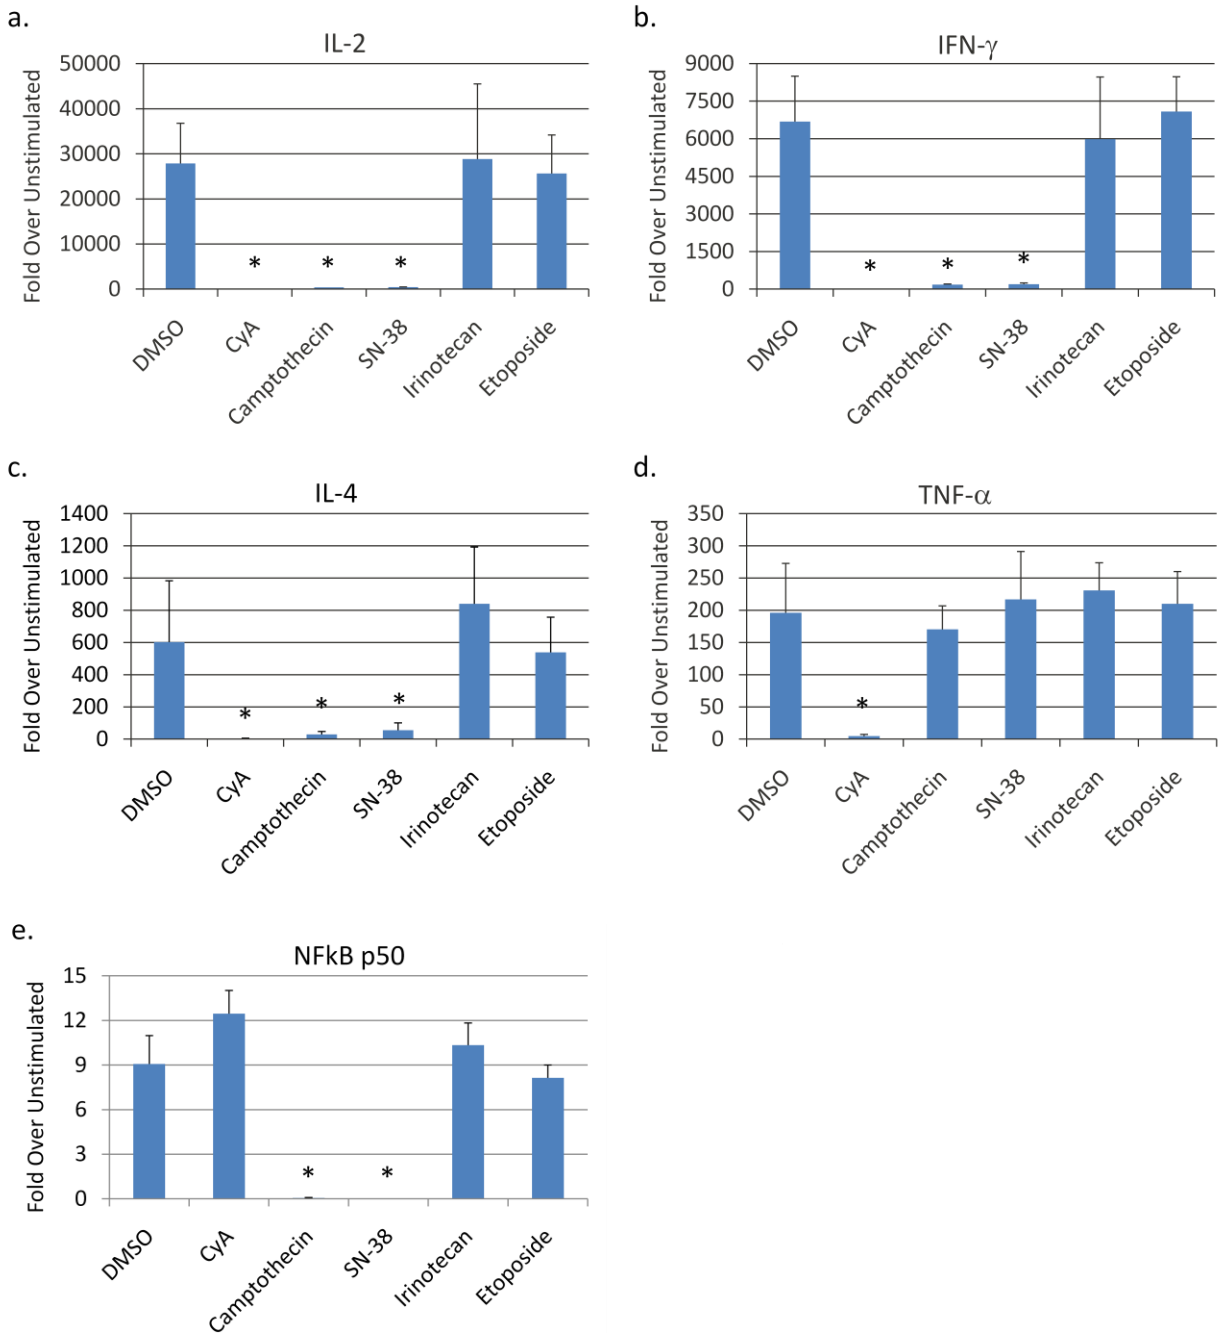 a.
IL-2
Fold Over Unstimulated
50000
40000
30000
20000
10000
0
* * *
DMSO
CyA
Camptothecin
SN-38
Irinotecan
Etoposide
b.
IFN-γ
Fold Over Unstimulated
9000
7500
6000
4500
3000
1500
0
* * *
DMSO
CyA
Camptothecin
SN-38
Irinotecan
Etoposide
c.
IL-4
Fold Over Unstimulated
1400
1200
1000
800
600
400
200
0
* * *
DMSO
CyA
Camptothecin
SN-38
Irinotecan
Etoposide
d.
TNF-α
Fold Over Unstimulated
350
300
250
200
150
100
50
0
*
DMSO
CyA
Camptothecin
SN-38
Irinotecan
Etoposide
e.
NFkB p50
Fold Over Unstimulated
15
12
9
6
3
0
* *
DMSO
CyA
Camptothecin
SN-38
Irinotecan
Etoposide